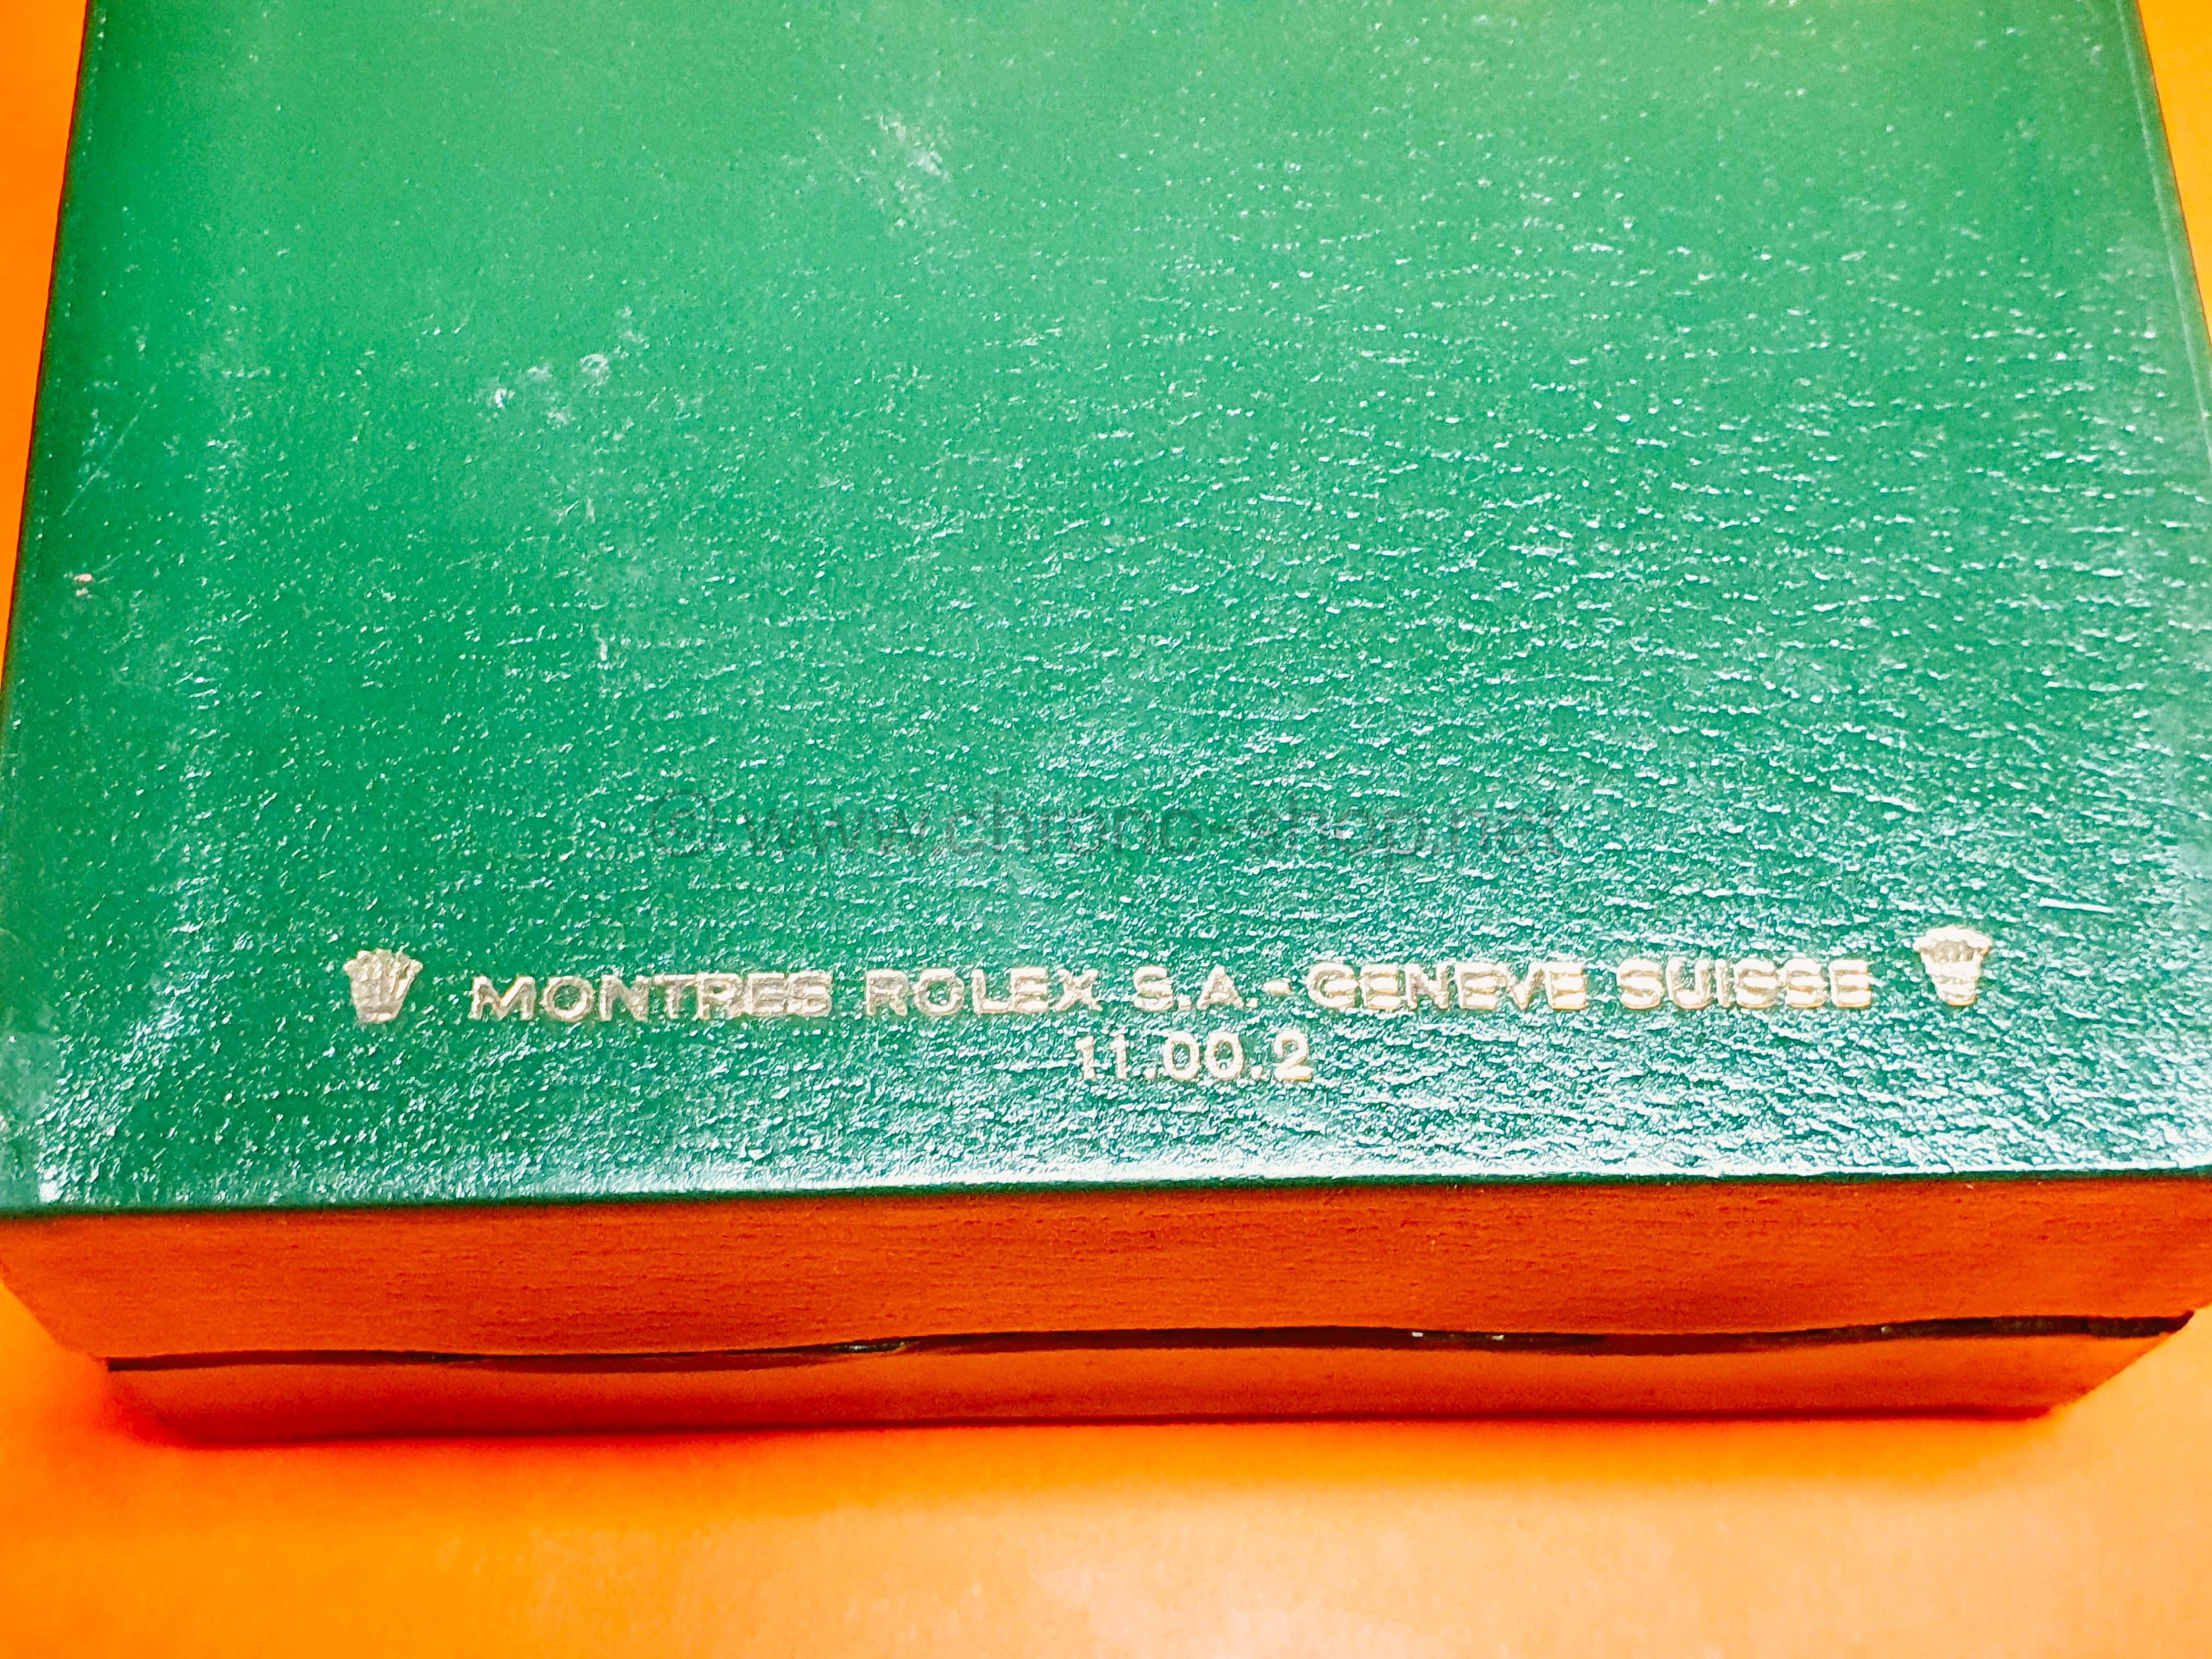 © www.chrono-shop.net
MONTRES ROLEX S.A.-GENEVE SUISSE
11.00.2